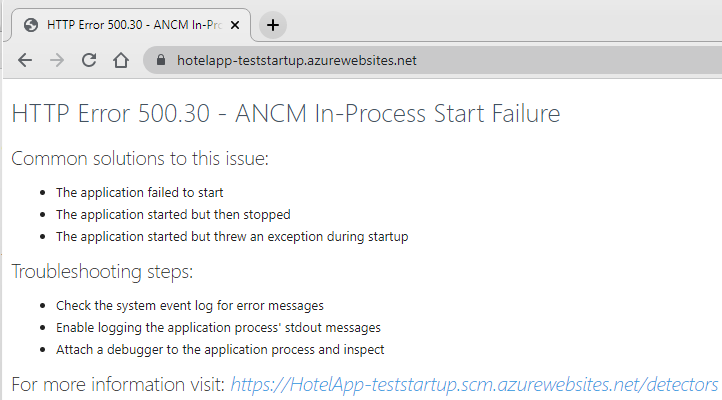 HTTP Error 500.30 - ANCM In-Pro
hotelapp-teststartup.azurewebsites.net
HTTP Error 500.30 - ANCM In-Process Start Failure
Common solutions to this issue:
• The application failed to start
• The application started but then stopped
• The application started but threw an exception during startup
Troubleshooting steps:
• Check the system event log for error messages
• Enable logging the application process' stdout messages
• Attach a debugger to the application process and inspect
For more information visit: https://HotelApp-teststartup.scm.azurewebsites.net/detectors